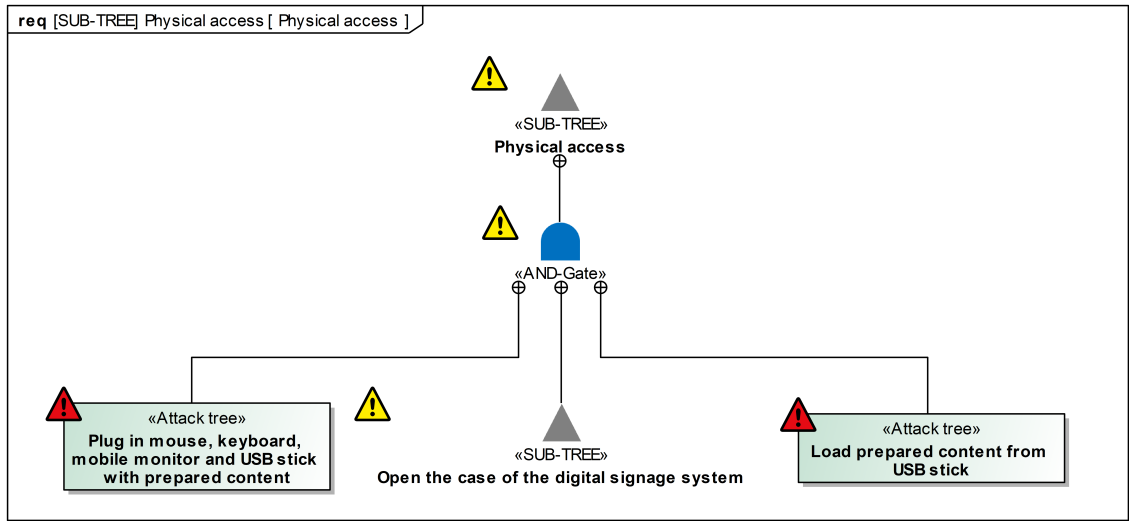 req [SUB-TREE] Physical access [ Physical access ]
«SUB-TREE»
Physical access
«AND-Gate»
«Attack tree»
Plug in mouse, keyboard,
mobile monitor and USB stick
with prepared content
«SUB-TREE»
Open the case of the digital signage system
«Attack tree»
Load prepared content from
USB stick